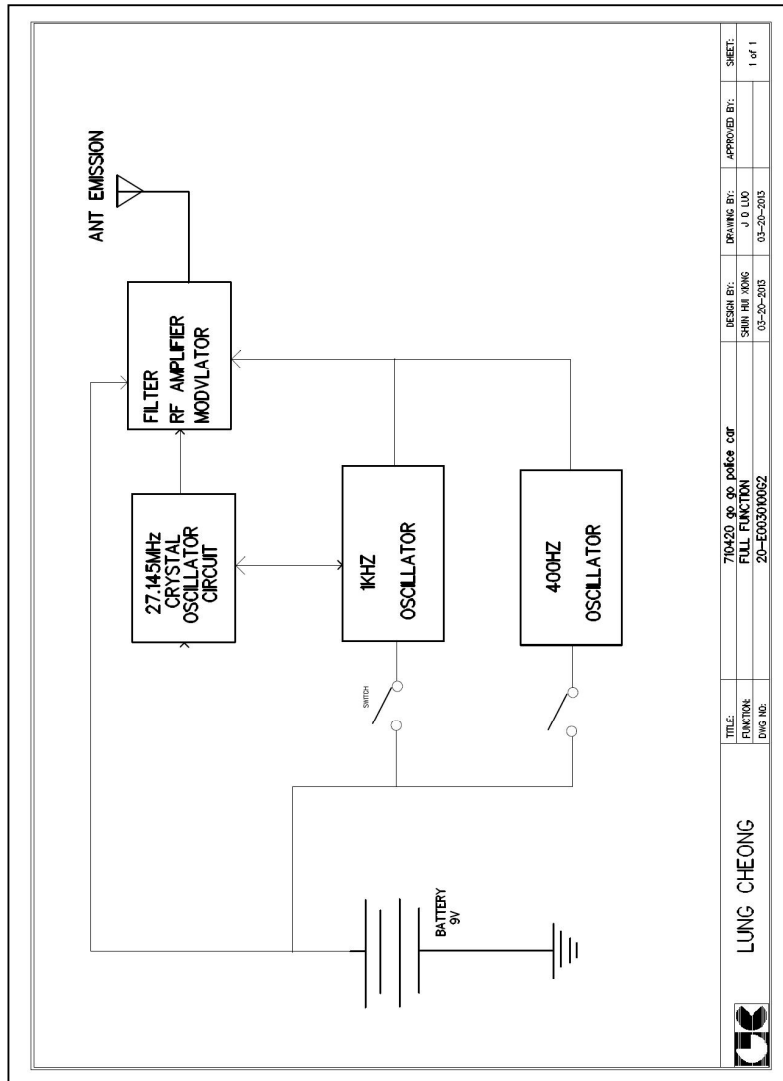 ANT EMISSION
FILTER
RF AMPLIFIER
MODVLATOR
27.145MHz
CRYSTAL
OSCILLATOR
CIRCUIT
1KHZ
OSCILLATOR
400HZ
OSCILLATOR
SWITCH
BATTERY
9V
LUNG CHEONG
TITLE: 710420 go go police car
FUNCTION: FULL FUNCTION
DWG NO: 20-E0030100G2
DESIGN BY:
SHUN HUI XIONG
03-20-2013
DRAWING BY:
J O LUO
03-20-2013
APPROVED BY:
SHEET:
1 of 1